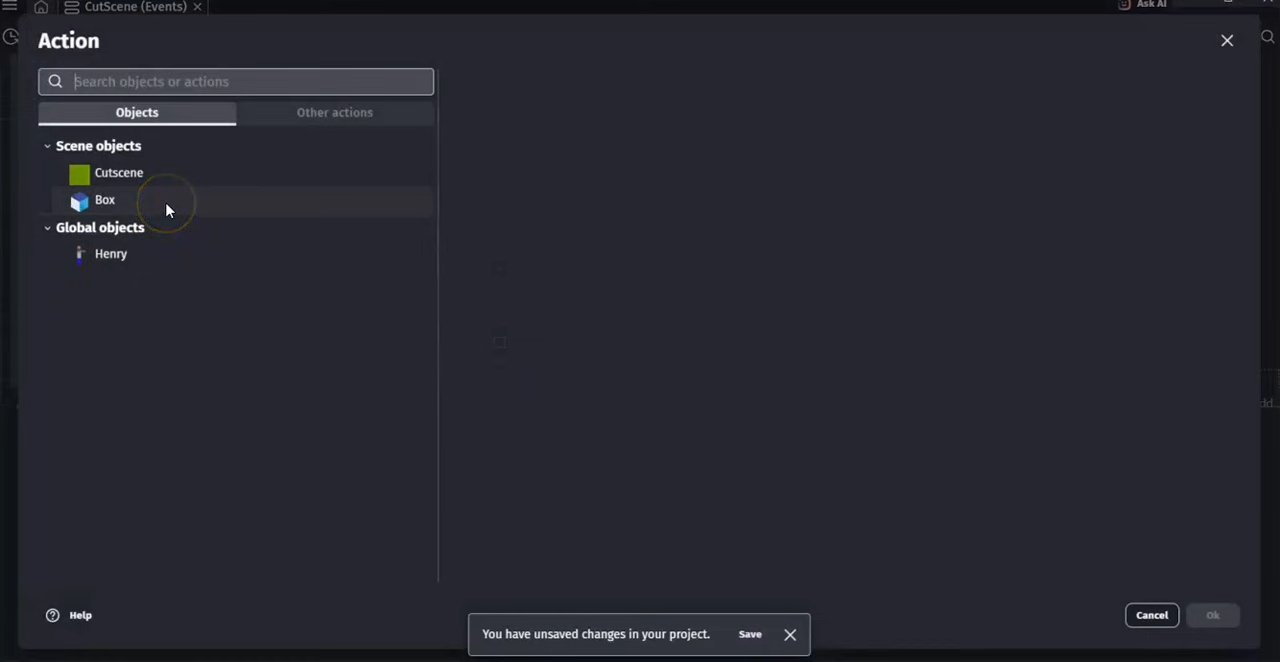 CutScene (Events)
Ask AI
Action
Search objects or actions
Objects
Other actions
Scene objects
Cutscene
Box
Global objects
Henry
dd
Help
You have unsaved changes in your project.
Save
Cancel
Ok